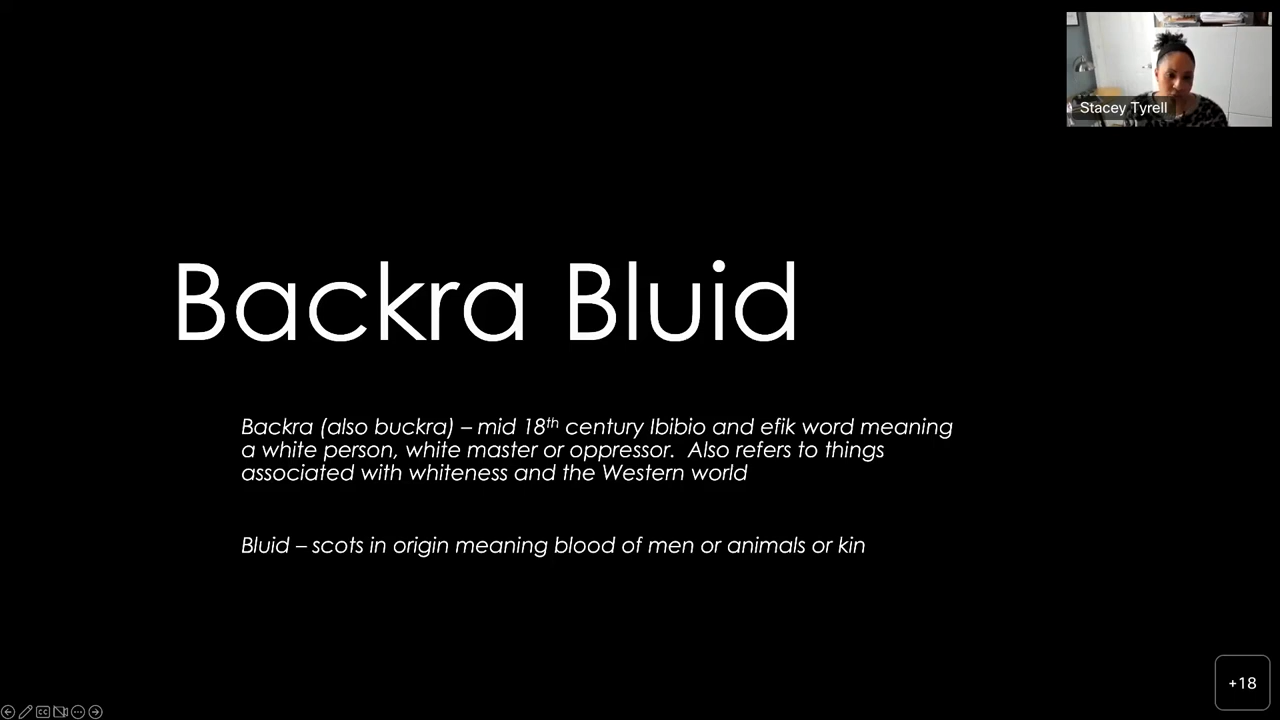 Stacey Tyrell
Backra Bluid
Backra (also buckra) – mid 18th century Ibibio and efik word meaning
a white person, white master or oppressor.  Also refers to things
associated with whiteness and the Western world
Bluid – scots in origin meaning blood of men or animals or kin
+18